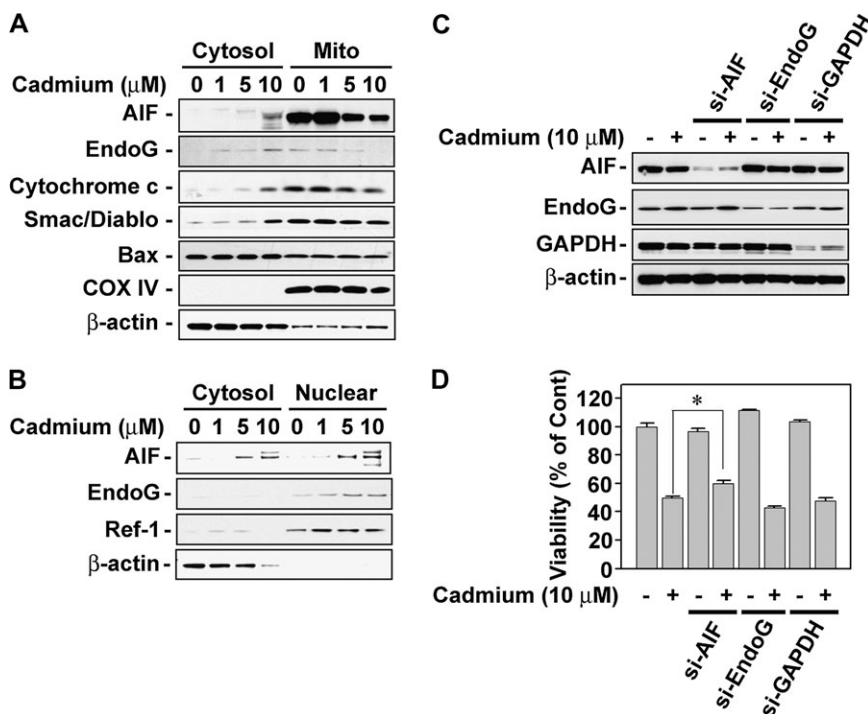 A
Cytosol Mito
Cadmium (μM) 0 1 5 10 0 1 5 10
AIF -
EndoG -
Cytochrome c -
Smac/Diablo -
Bax -
COX IV -
β-actin -
B
Cytosol Nuclear
Cadmium (μM) 0 1 5 10 0 1 5 10
AIF -
EndoG -
Ref-1 -
β-actin -
C
si-AIF si-EndoG si-GAPDH
Cadmium (10 μM) - + - + - + - +
AIF -
EndoG -
GAPDH -
β-actin -
D
Viability (% of Cont)
120
100
80
60
40
20
0
*
Cadmium (10 μM) - + - + - + - +
si-AIF si-EndoG si-GAPDH